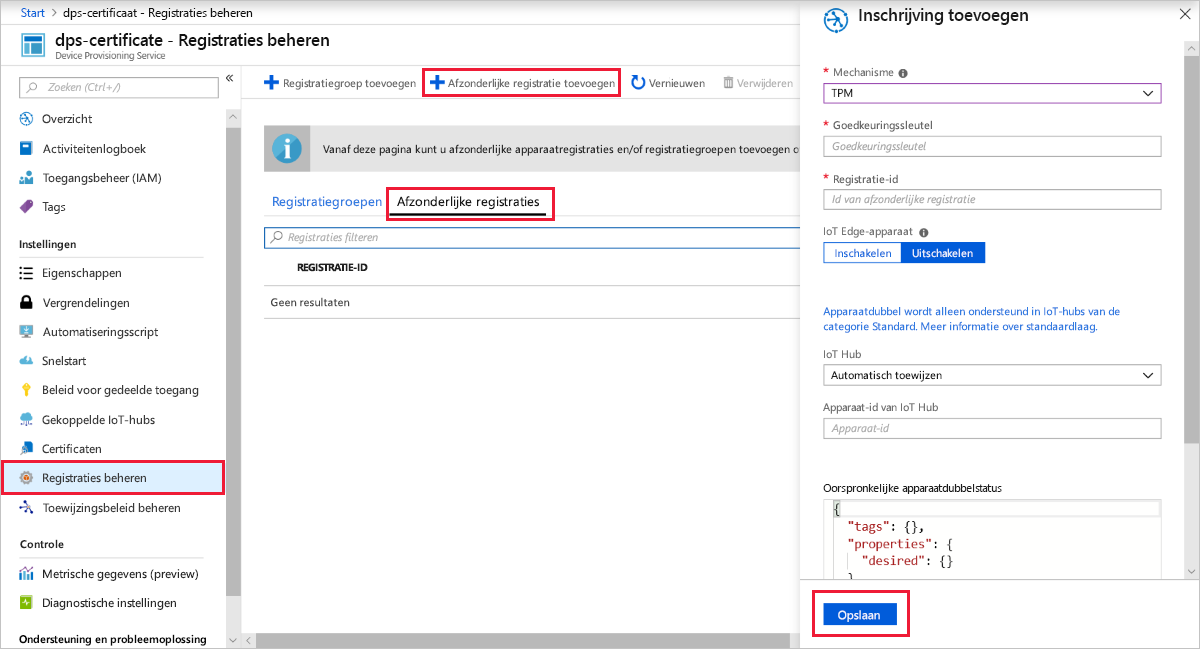 Start > dps-certificaat - Registraties beheren
dps-certificate - Registraties beheren
Device Provisioning Service
Zoeken (Ctrl+/)
«
Overzicht
Activiteitenlogboek
Toegangsbeheer (IAM)
Tags
Instellingen
Eigenschappen
Vergrendelingen
Automatiseringsscript
Snelstart
Beleid voor gedeelde toegang
Gekoppelde IoT-hubs
Certificaten
Registraties beheren
Toewijzingsbeleid beheren
Controle
Metrische gegevens (preview)
Diagnostische instellingen
Ondersteuning en probleemoplossing
Registratiegroep toevoegen
Afzonderlijke registratie toevoegen
Vernieuwen
Verwijderen
Vanaf deze pagina kunt u afzonderlijke apparaatregistraties en/of registratiegroepen toevoegen o
Registratiegroepen
Afzonderlijke registraties
Registraties filteren
REGISTRATIE-ID
Geen resultaten
Inschrijving toevoegen
* Mechanisme
TPM
* Goedkeuringssleutel
Goedkeuringssleutel
* Registratie-id
Id van afzonderlijke registratie
IoT Edge-apparaat
Inschakelen
Uitschakelen
Apparaatdubbel wordt alleen ondersteund in IoT-hubs van de
categorie Standard. Meer informatie over standaardlaag.
IoT Hub
Automatisch toewijzen
Apparaat-id van IoT Hub
Apparaat-id
Oorspronkelijke apparaatdubbelstatus
{
"tags": {},
"properties": {
"desired": {}
}
Opslaan